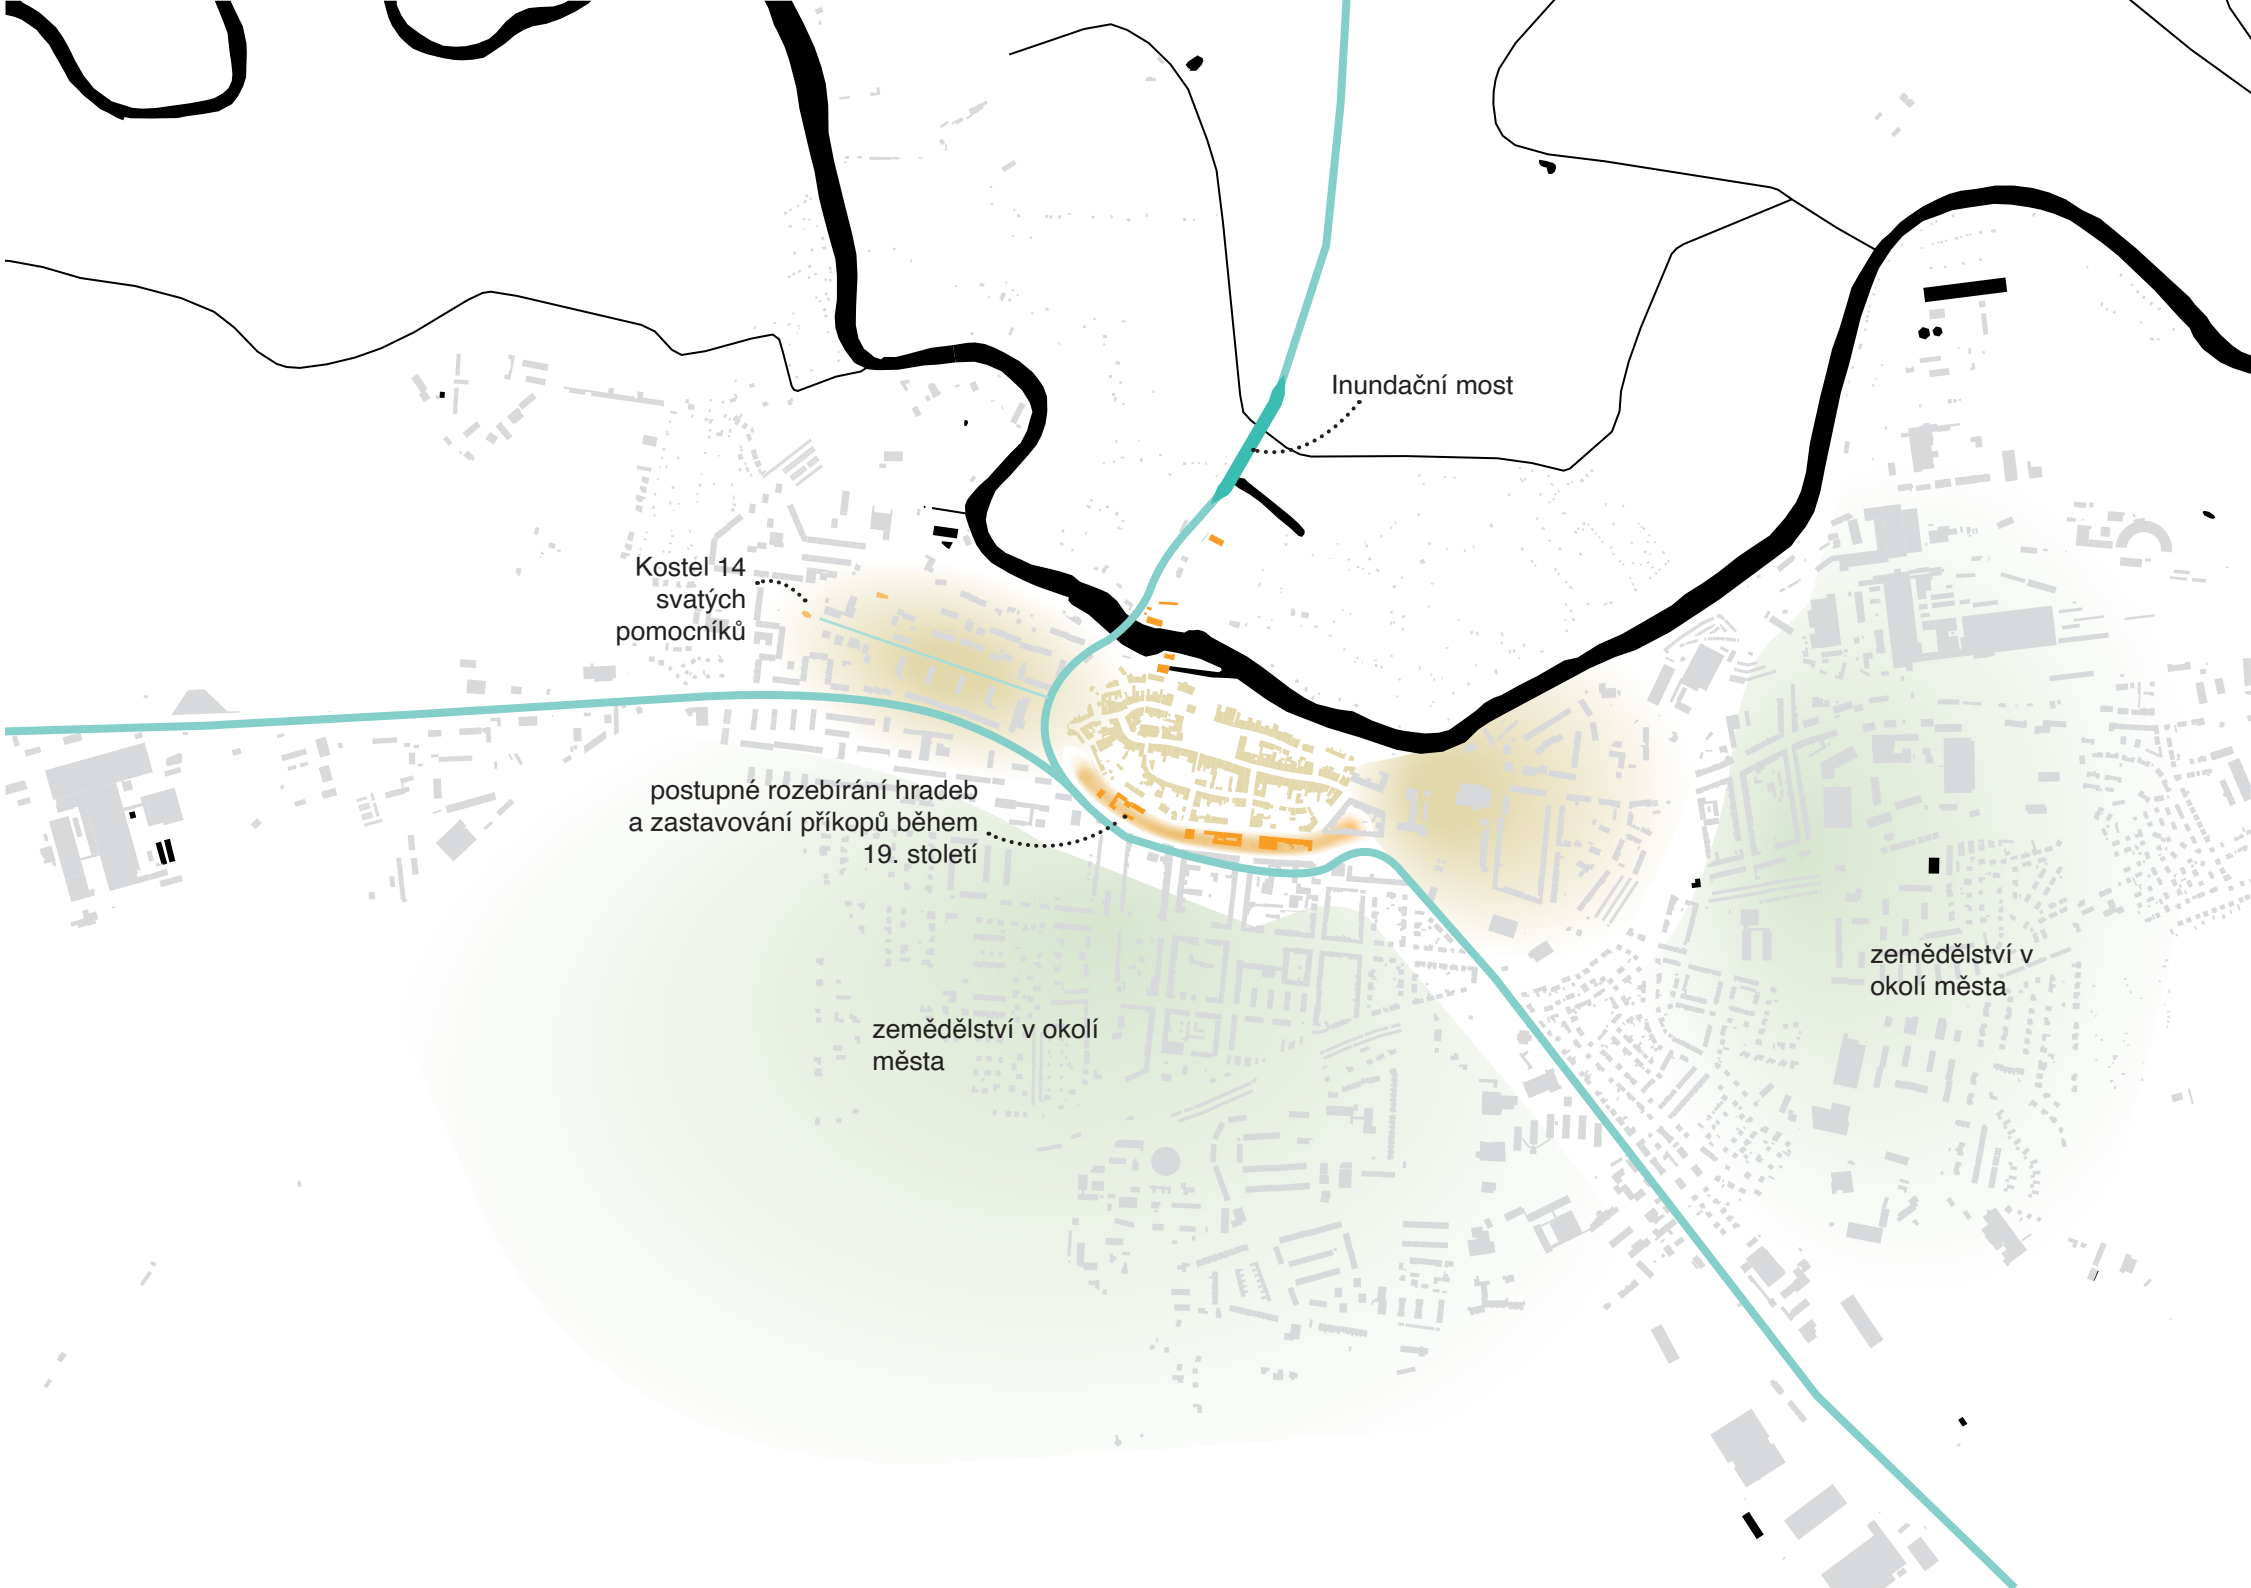 Inundační most
Kostel 14
svatých
pomocníků
postupné rozebírání hradeb
a zastavování příkopů během
19. století
zemědělství v
okolí města
zemědělství v okolí
města